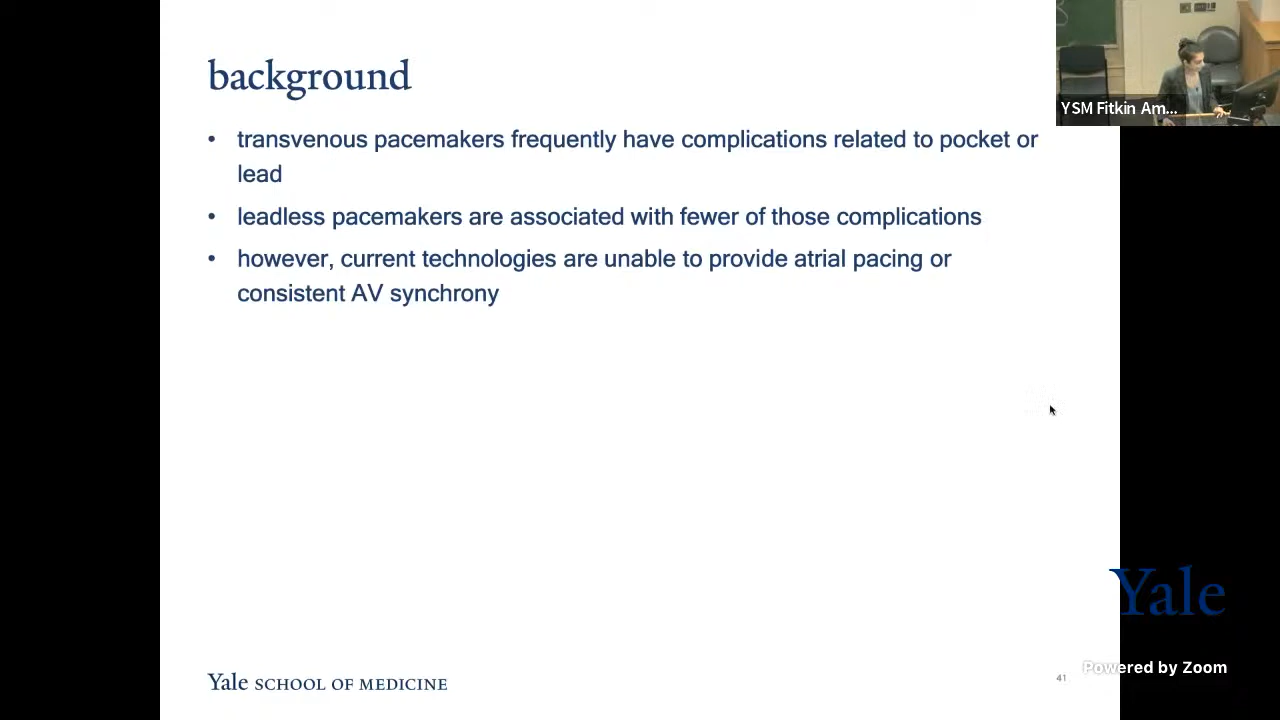 background
• transvenous pacemakers frequently have complications related to pocket or
lead
• leadless pacemakers are associated with fewer of those complications
• however, current technologies are unable to provide atrial pacing or
consistent AV synchrony
YSM Fitkin Am...
Yale
Yale SCHOOL OF MEDICINE
41
Powered by Zoom